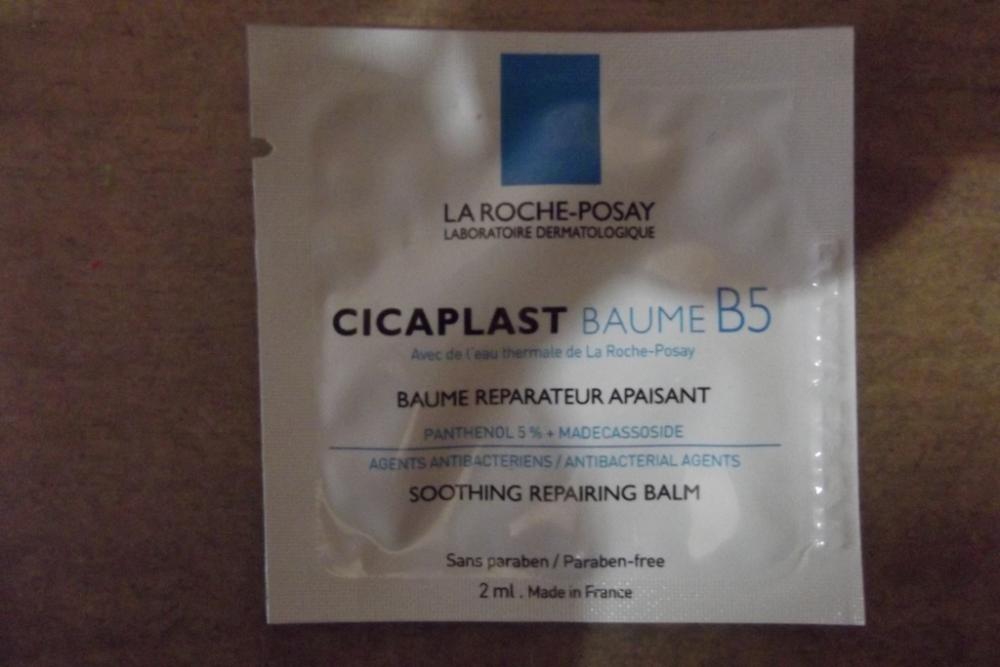 LA ROCHE-POSAY
LABORATOIRE DERMATOLOGIQUE
CICAPLAST BAUME B5
Avec de l'eau thermale de La Roche-Posay
BAUME REPARATEUR APAISANT
PANTHENOL 5 % + MADECASSOSIDE
AGENTS ANTIBACTERIENS / ANTIBACTERIAL AGENTS
SOOTHING REPAIRING BALM
Sans paraben / Paraben-free
2 ml . Made in France